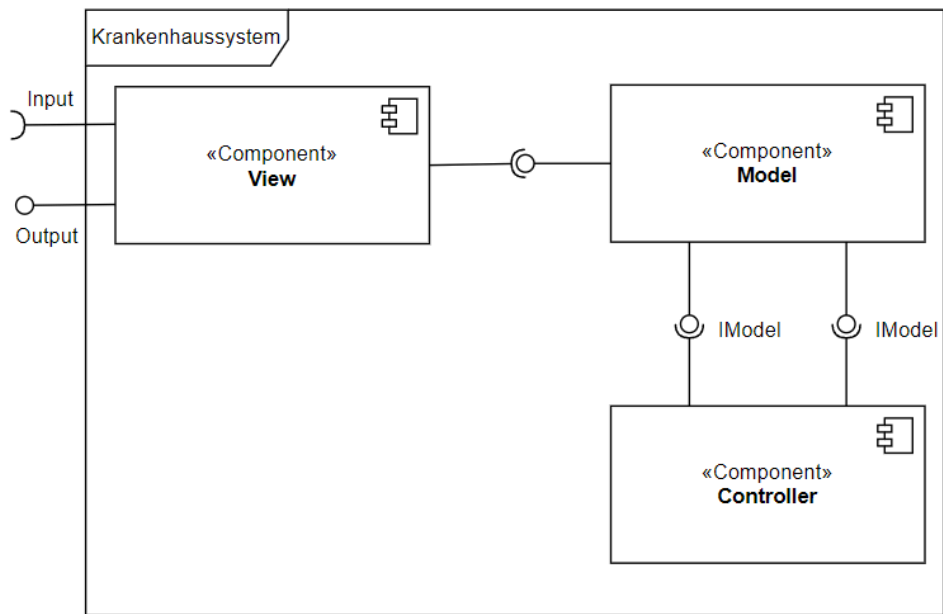 Krankenhaussystem
Input
«Component»
View
Output
«Component»
Model
IModel
IModel
«Component»
Controller